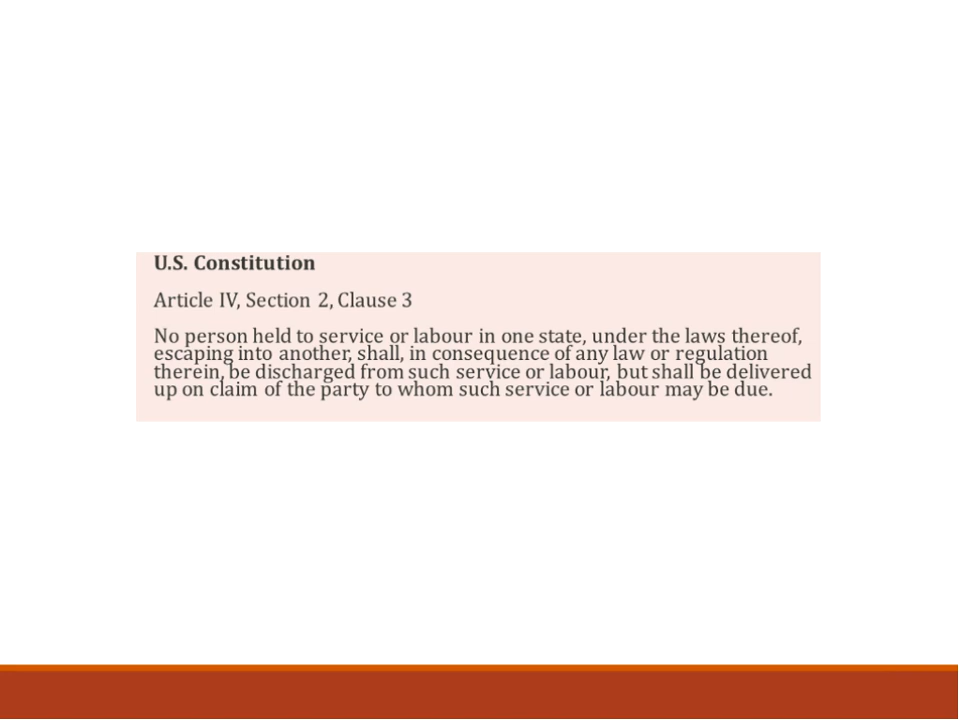 U.S. Constitution
Article IV, Section 2, Clause 3
No person held to service or labour in one state, under the laws thereof,
escaping into another, shall, in consequence of any law or regulation
therein, be discharged from such service or labour, but shall be delivered
up on claim of the party to whom such service or labour may be due.